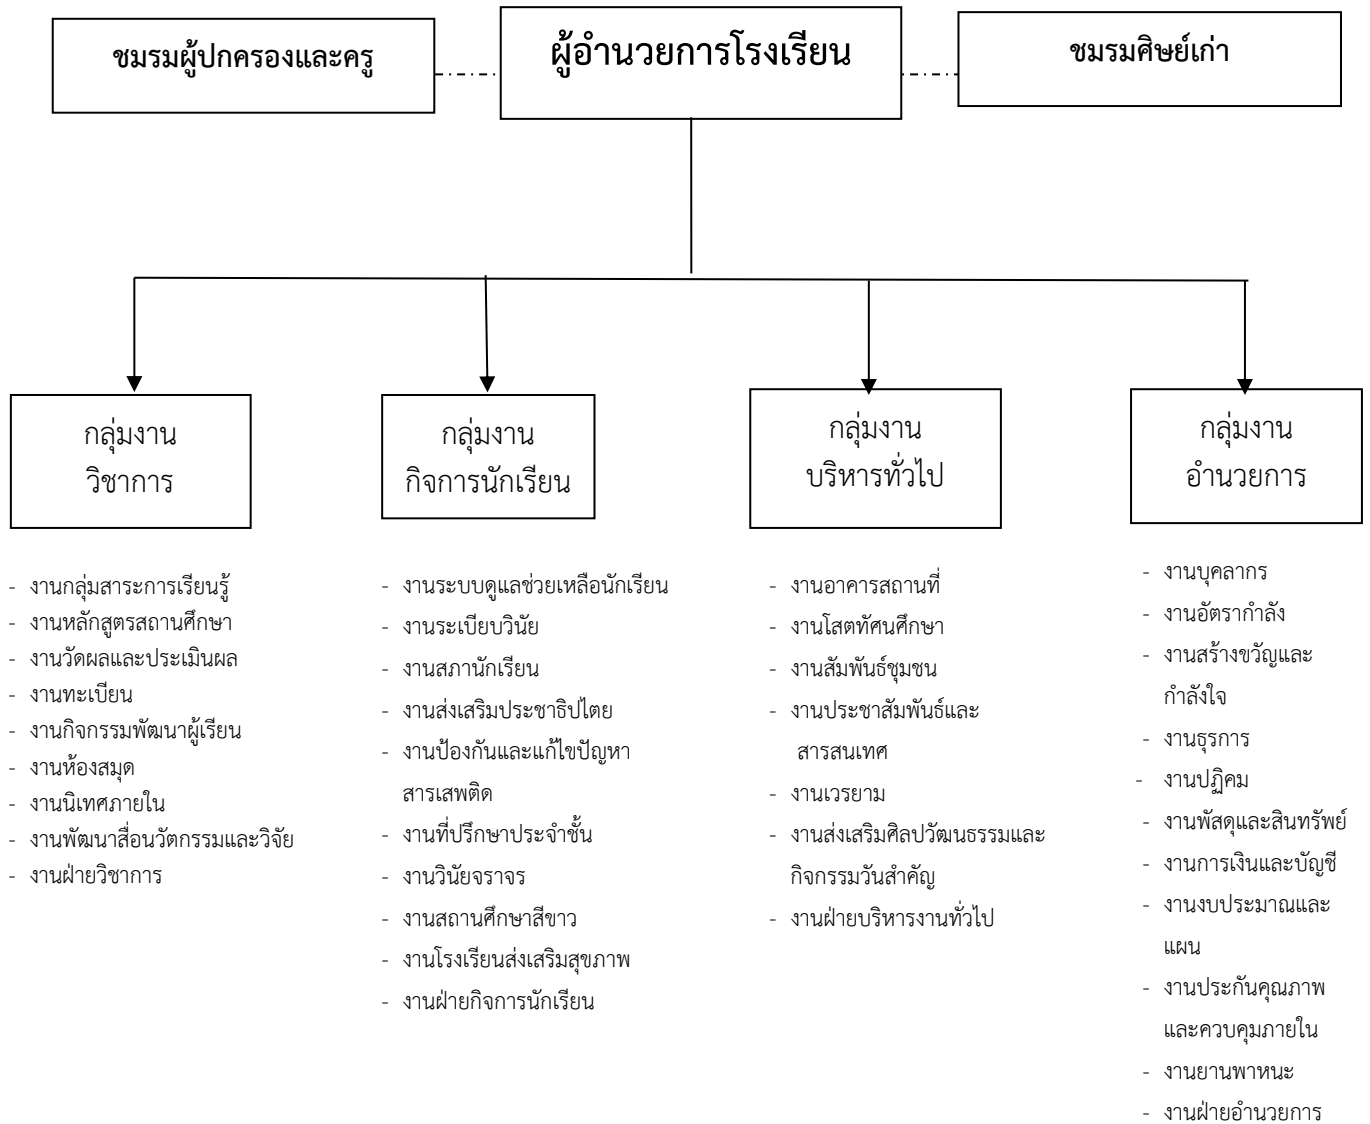 ชมรมผู้ปกครองและครู
ผู้อำนวยการโรงเรียน
ชมรมศิษย์เก่า
กลุ่มงาน
วิชาการ
กลุ่มงาน
กิจการนักเรียน
กลุ่มงาน
บริหารทั่วไป
กลุ่มงาน
อำนวยการ
- งานกลุ่มสาระการเรียนรู้
- งานหลักสูตรสถานศึกษา
- งานวัดผลและประเมินผล
- งานทะเบียน
- งานกิจกรรมพัฒนาผู้เรียน
- งานห้องสมุด
- งานนิเทศภายใน
- งานพัฒนาสื่อนวัตกรรมและวิจัย
- งานฝ่ายวิชาการ
- งานระบบดูแลช่วยเหลือนักเรียน
- งานระเบียบวินัย
- งานสภานักเรียน
- งานส่งเสริมประชาธิปไตย
- งานป้องกันและแก้ไขปัญหา
สารเสพติด
- งานที่ปรึกษาประจำชั้น
- งานวินัยจราจร
- งานสถานศึกษาสีขาว
- งานโรงเรียนส่งเสริมสุขภาพ
- งานฝ่ายกิจการนักเรียน
- งานอาคารสถานที่
- งานโสตทัศนศึกษา
- งานสัมพันธ์ชุมชน
- งานประชาสัมพันธ์และ
สารสนเทศ
- งานเวรยาม
- งานส่งเสริมศิลปวัฒนธรรมและ
กิจกรรมวันสำคัญ
- งานฝ่ายบริหารงานทั่วไป
- งานบุคลากร
- งานอัตรากำลัง
- งานสร้างขวัญและ
กำลังใจ
- งานธุรการ
- งานปฏิคม
- งานพัสดุและสินทรัพย์
- งานการเงินและบัญชี
- งานงบประมาณและ
แผน
- งานประกันคุณภาพ
และควบคุมภายใน
- งานยานพาหนะ
- งานฝ่ายอำนวยการ